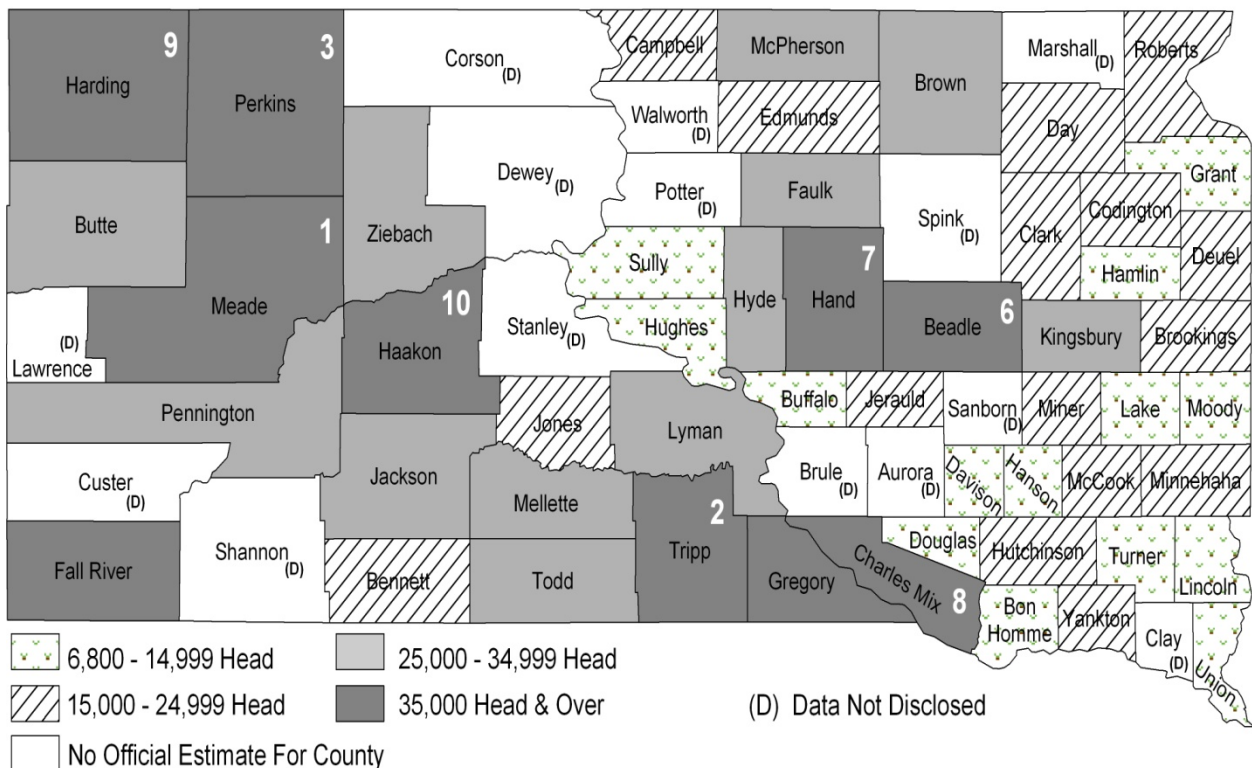 Harding
9
Perkins
3
Corson
(D)
Campbell
McPherson
Brown
Marshall
(D)
Roberts
Walworth
(D)
Edmunds
Day
Grant
Butte
Ziebach
Dewey
(D)
Potter
(D)
Faulk
Spink
(D)
Clark
Codington
Hamlin
Deuel
Meade
1
Sully
Hyde
Hand
7
Beadle
6
Kingsbury
Brookings
(D)
Lawrence
Haakon
10
Stanley
(D)
Hughes
Pennington
Jones
Lyman
Buffalo
Jerauld
Sanborn
(D)
Miner
Lake
Moody
Custer
(D)
Jackson
Mellette
Brule
(D)
Aurora
(D)
Davison
Hanson
McCook
Minnehaha
Fall River
Shannon
(D)
Bennett
Todd
Tripp
2
Gregory
Charles Mix
8
Douglas
Hutchinson
Turner
Lincoln
Bon
Homme
Yankton
Clay
(D)
Union
6,800 - 14,999 Head
25,000 - 34,999 Head
15,000 - 24,999 Head
35,000 Head & Over
(D) Data Not Disclosed
No Official Estimate For County